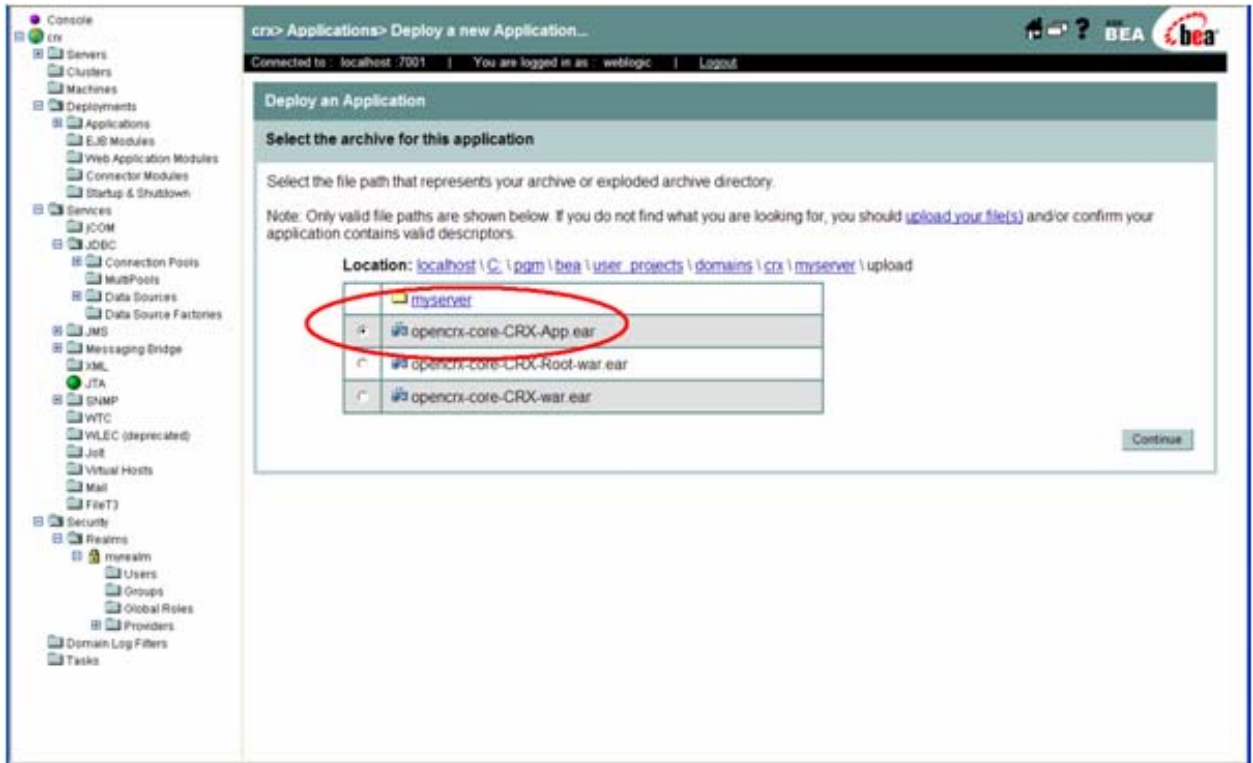 Console
crx
Servers
Clusters
Machines
Deployments
Applications
EJB Modules
Web Application Modules
Connector Modules
Startup & Shutdown
Services
jCOM
JDBC
Connection Pools
MultiPools
Data Sources
Data Source Factories
JMS
Messaging Bridge
XML
JTA
SNMP
WTC
WLEC (deprecated)
Jolt
Virtual Hosts
Mail
FileT3
Security
Realms
myrealm
Users
Groups
Global Roles
Providers
Domain Log Filters
Tasks
crx> Applications> Deploy a new Application...
? BEA bea
Connected to : localhost :7001 | You are logged in as : weblogic | Logout
Deploy an Application
Select the archive for this application
Select the file path that represents your archive or exploded archive directory.
Note: Only valid file paths are shown below. If you do not find what you are looking for, you should upload your file(s) and/or confirm your
application contains valid descriptors.
Location: localhost \ C: \ pgm \ bea \ user_projects \ domains \ crx \ myserver \ upload
myserver
opencrx-core-CRX-App.ear
opencrx-core-CRX-Root-war.ear
opencrx-core-CRX-war.ear
Continue